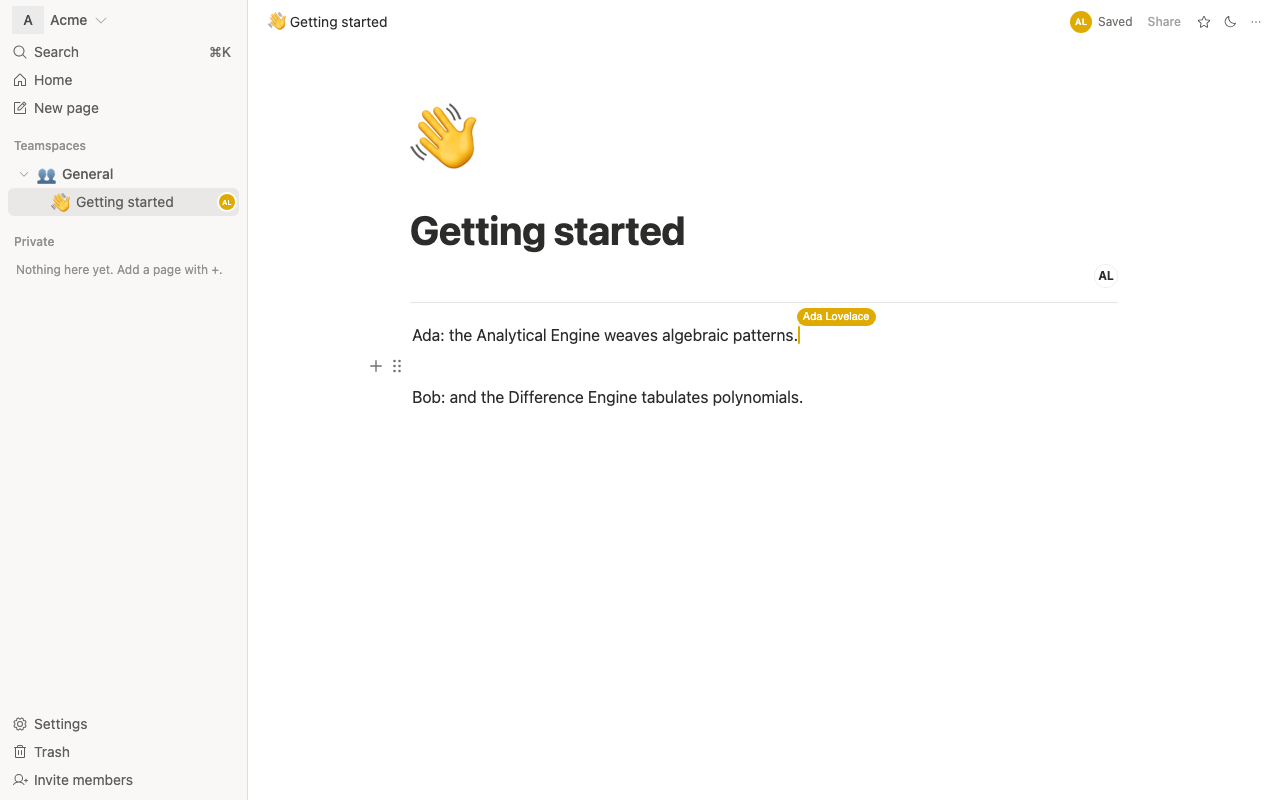 A Acme
Search ⌘K
Home
New page
Teamspaces
General
Getting started AL
Private
Nothing here yet. Add a page with +.
Settings
Trash
Invite members
Getting started
AL Saved Share
Getting started
AL
Ada Lovelace
Ada: the Analytical Engine weaves algebraic patterns.
Bob: and the Difference Engine tabulates polynomials.